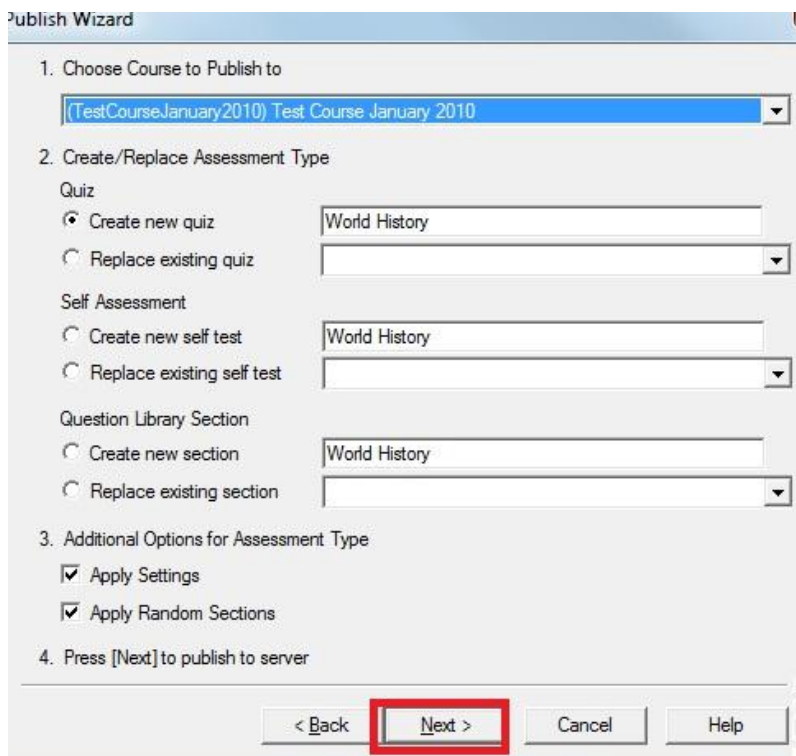 Publish Wizard
1. Choose Course to Publish to
(TestCourseJanuary2010) Test Course January 2010
2. Create/Replace Assessment Type
Quiz
Create new quiz World History
Replace existing quiz
Self Assessment
Create new self test World History
Replace existing self test
Question Library Section
Create new section World History
Replace existing section
3. Additional Options for Assessment Type
Apply Settings
Apply Random Sections
4. Press [Next] to publish to server
< Back Next > Cancel Help